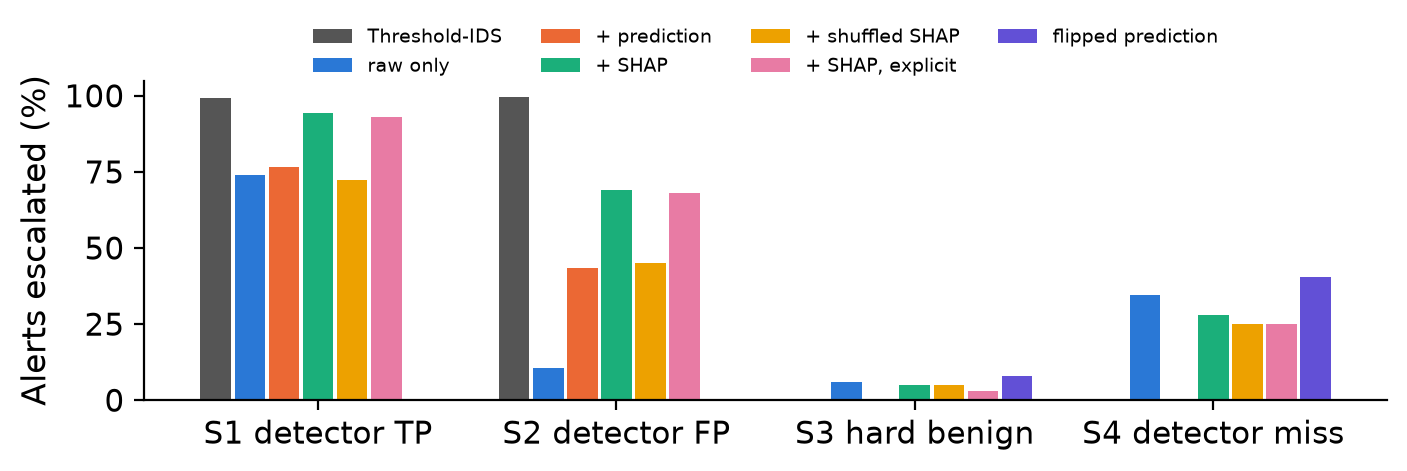 Threshold-IDS + prediction + shuffled SHAP flipped prediction
raw only + SHAP + SHAP, explicit
Alerts escalated (%)
100
75
50
25
0
S1 detector TP S2 detector FP S3 hard benign S4 detector miss